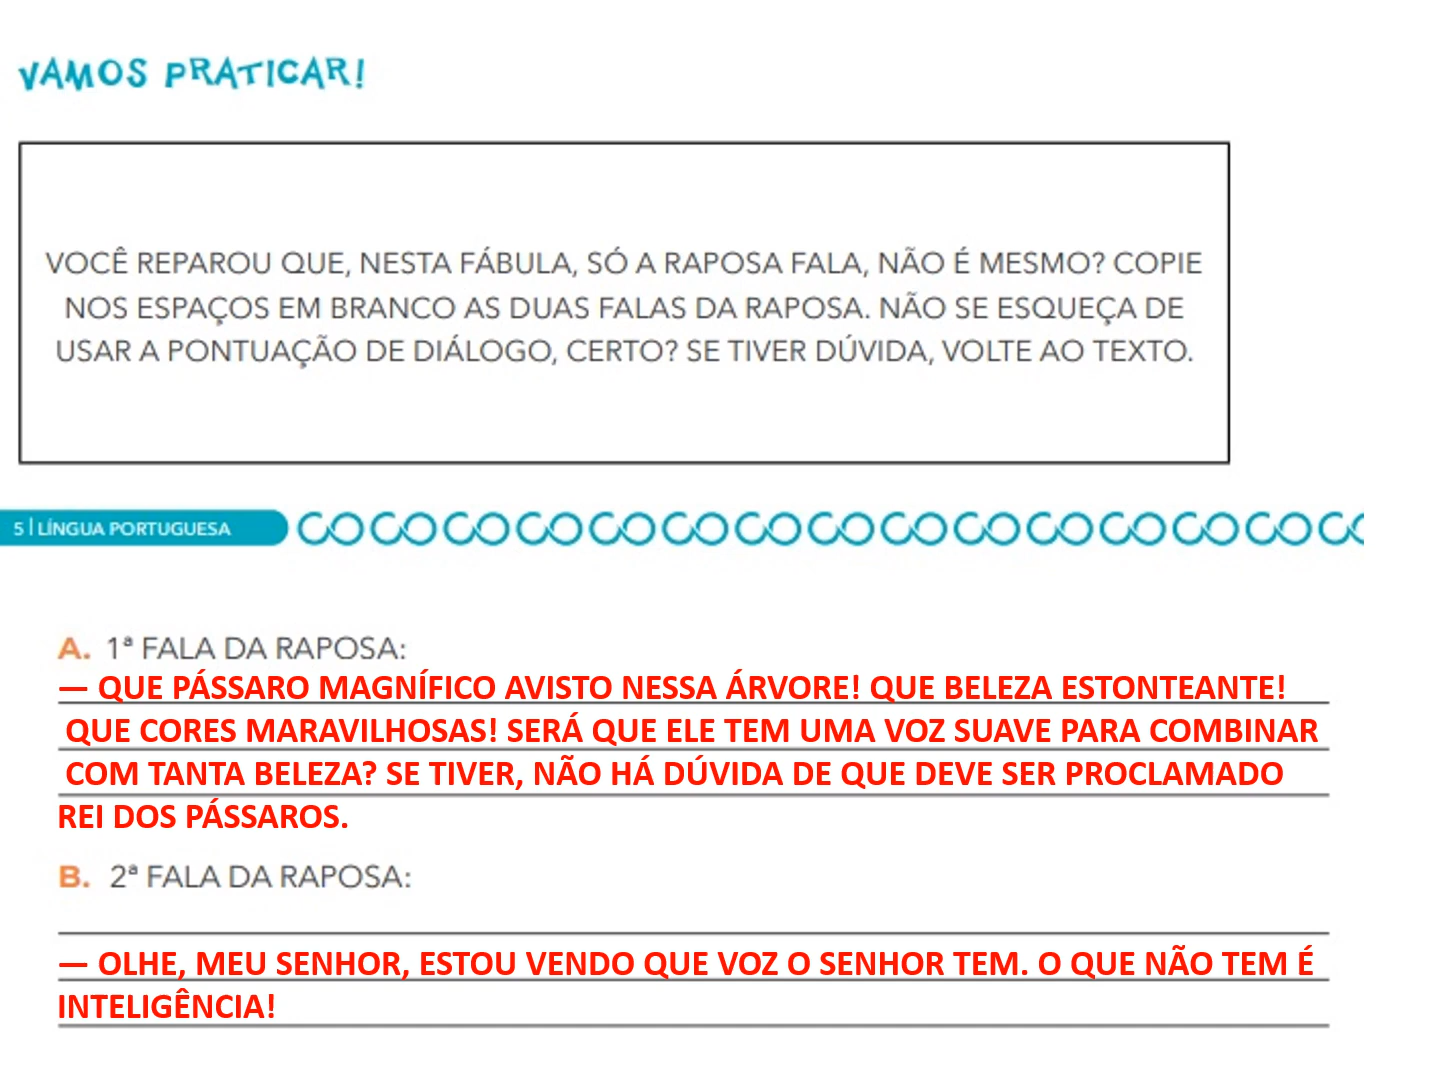 VAMOS PRATICAR!
VOCÊ REPAROU QUE, NESTA FÁBULA, SÓ A RAPOSA FALA, NÃO É MESMO? COPIE
NOS ESPAÇOS EM BRANCO AS DUAS FALAS DA RAPOSA. NÃO SE ESQUEÇA DE
USAR A PONTUAÇÃO DE DIÁLOGO, CERTO? SE TIVER DÚVIDA, VOLTE AO TEXTO.
5 | LÍNGUA PORTUGUESA
A. 1ª FALA DA RAPOSA:
— QUE PÁSSARO MAGNÍFICO AVISTO NESSA ÁRVORE! QUE BELEZA ESTONTEANTE!
QUE CORES MARAVILHOSAS! SERÁ QUE ELE TEM UMA VOZ SUAVE PARA COMBINAR
COM TANTA BELEZA? SE TIVER, NÃO HÁ DÚVIDA DE QUE DEVE SER PROCLAMADO
REI DOS PÁSSAROS.
B. 2ª FALA DA RAPOSA:
— OLHE, MEU SENHOR, ESTOU VENDO QUE VOZ O SENHOR TEM. O QUE NÃO TEM É
INTELIGÊNCIA!